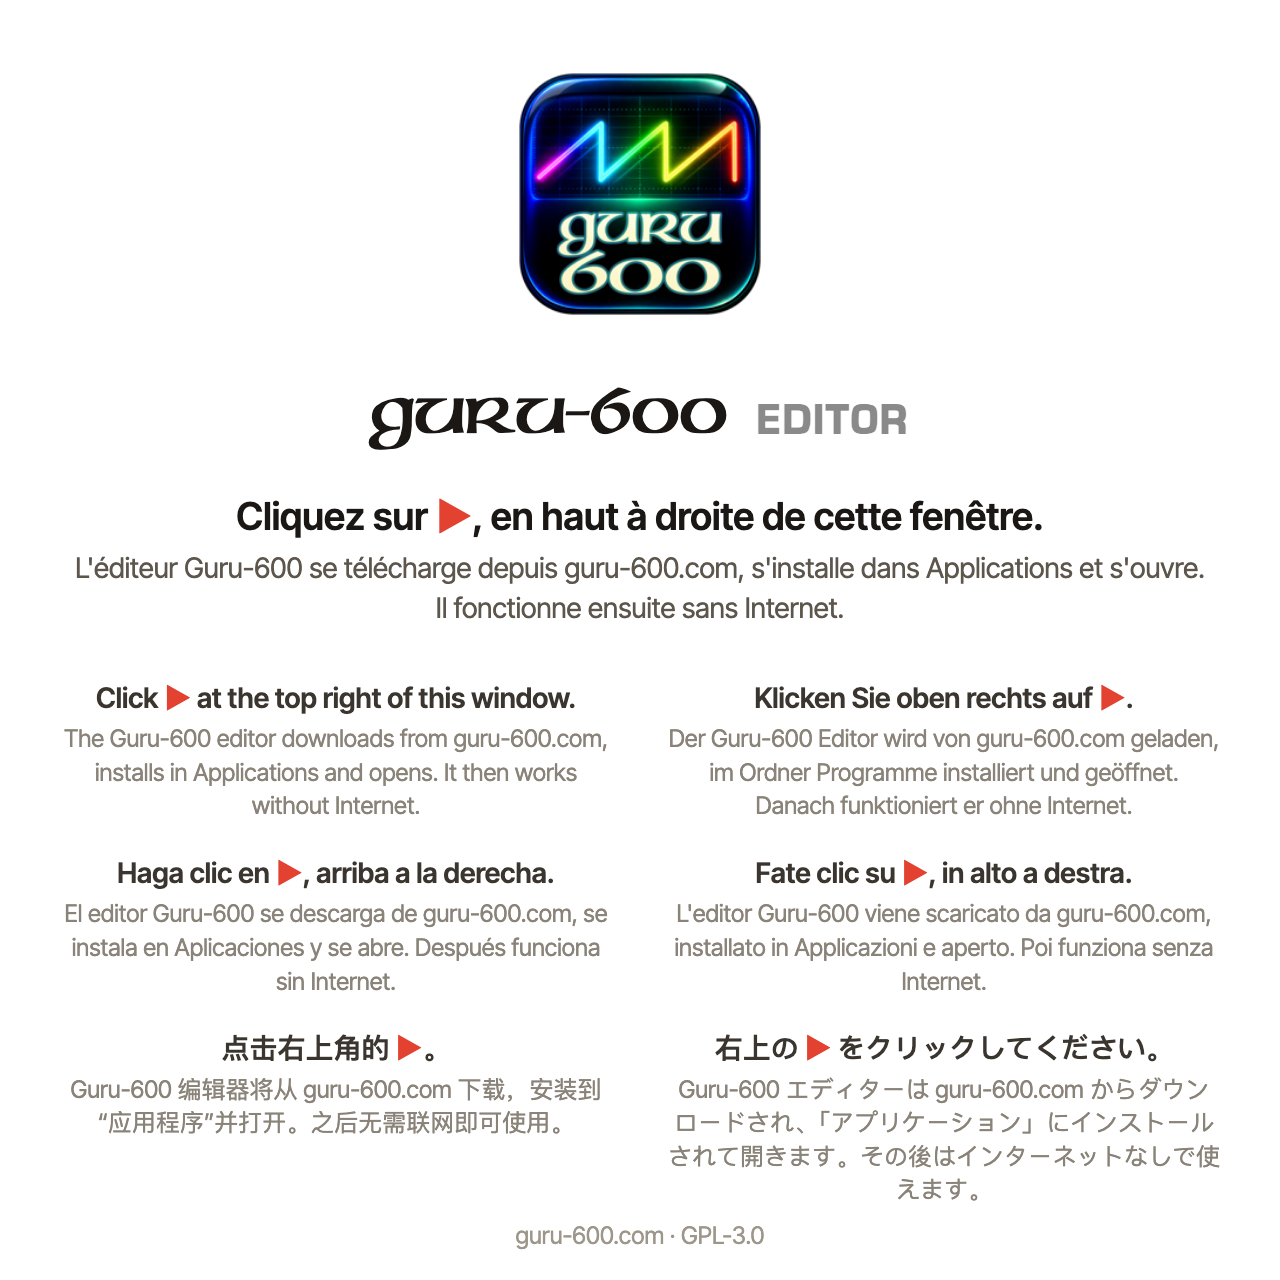 guru
600
guru-600 EDITOR
Cliquez sur ▶, en haut à droite de cette fenêtre.
L'éditeur Guru-600 se télécharge depuis guru-600.com, s'installe dans Applications et s'ouvre.
Il fonctionne ensuite sans Internet.
Click ▶ at the top right of this window.
The Guru-600 editor downloads from guru-600.com,
installs in Applications and opens. It then works
without Internet.
Klicken Sie oben rechts auf ▶.
Der Guru-600 Editor wird von guru-600.com geladen,
im Ordner Programme installiert und geöffnet.
Danach funktioniert er ohne Internet.
Haga clic en ▶, arriba a la derecha.
El editor Guru-600 se descarga de guru-600.com, se
instala en Aplicaciones y se abre. Después funciona
sin Internet.
Fate clic su ▶, in alto a destra.
L'editor Guru-600 viene scaricato da guru-600.com,
installato in Applicazioni e aperto. Poi funziona senza
Internet.
点击右上角的 ▶。
Guru-600 编辑器将从 guru-600.com 下载，安装到
“应用程序”并打开。之后无需联网即可使用。
右上の ▶ をクリックしてください。
Guru-600 エディターは guru-600.com からダウン
ロードされ、「アプリケーション」にインストール
されて開きます。その後はインターネットなしで使
えます。
guru-600.com · GPL-3.0